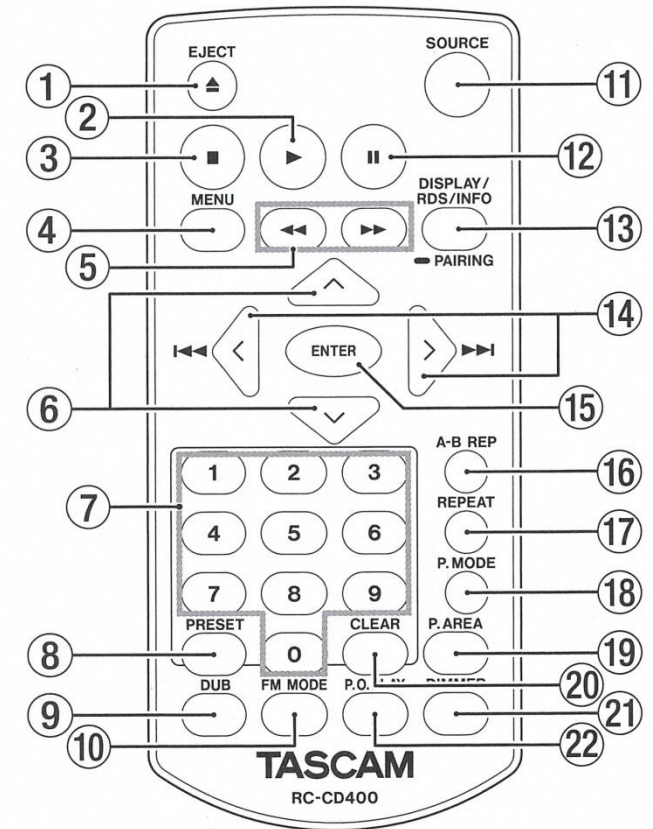 EJECT
SOURCE
1
11
2
3
12
MENU
DISPLAY/
RDS/INFO
4
13
5
PAIRING
14
ENTER
6
15
A-B REP
1 2 3
16
7
REPEAT
4 5 6
17
P.MODE
7 8 9
18
PRESET
CLEAR
P.AREA
8
0
19
20
DUB
FM MODE
DIMMER
9
10
21
22
TASCAM
RC-CD400